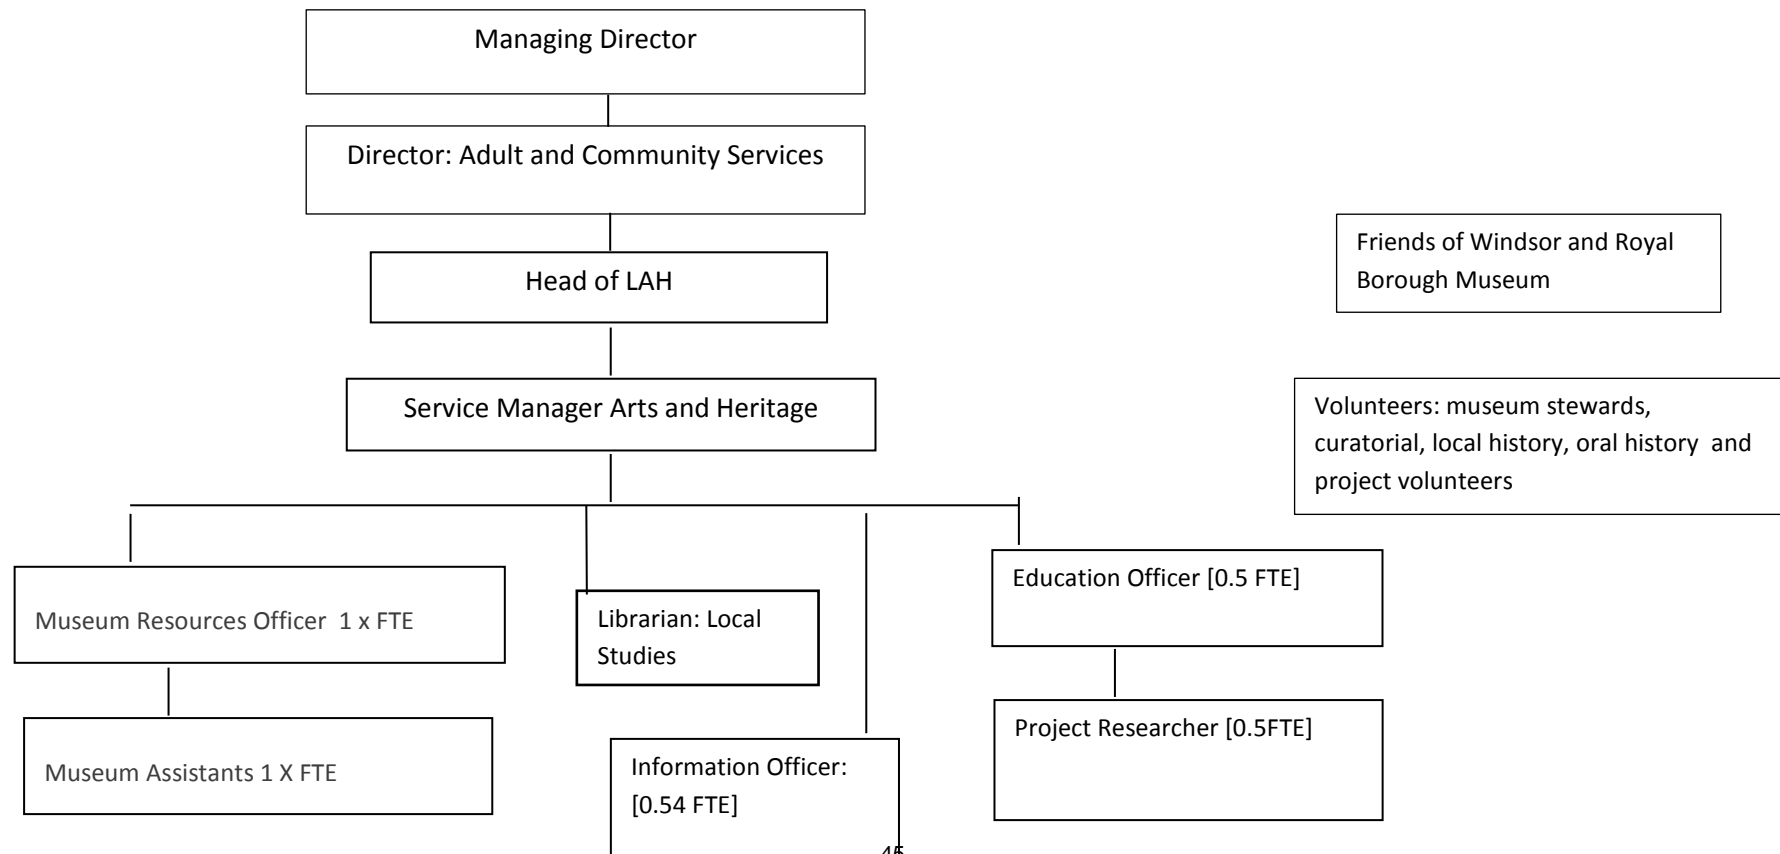 Managing Director
Director: Adult and Community Services
Head of LAH
Service Manager Arts and Heritage
Friends of Windsor and Royal
Borough Museum
Volunteers: museum stewards,
curatorial, local history, oral history and
project volunteers
Museum Resources Officer 1 x FTE
Museum Assistants 1 X FTE
Librarian: Local
Studies
Information Officer:
[0.54 FTE]
Education Officer [0.5 FTE]
Project Researcher [0.5FTE]